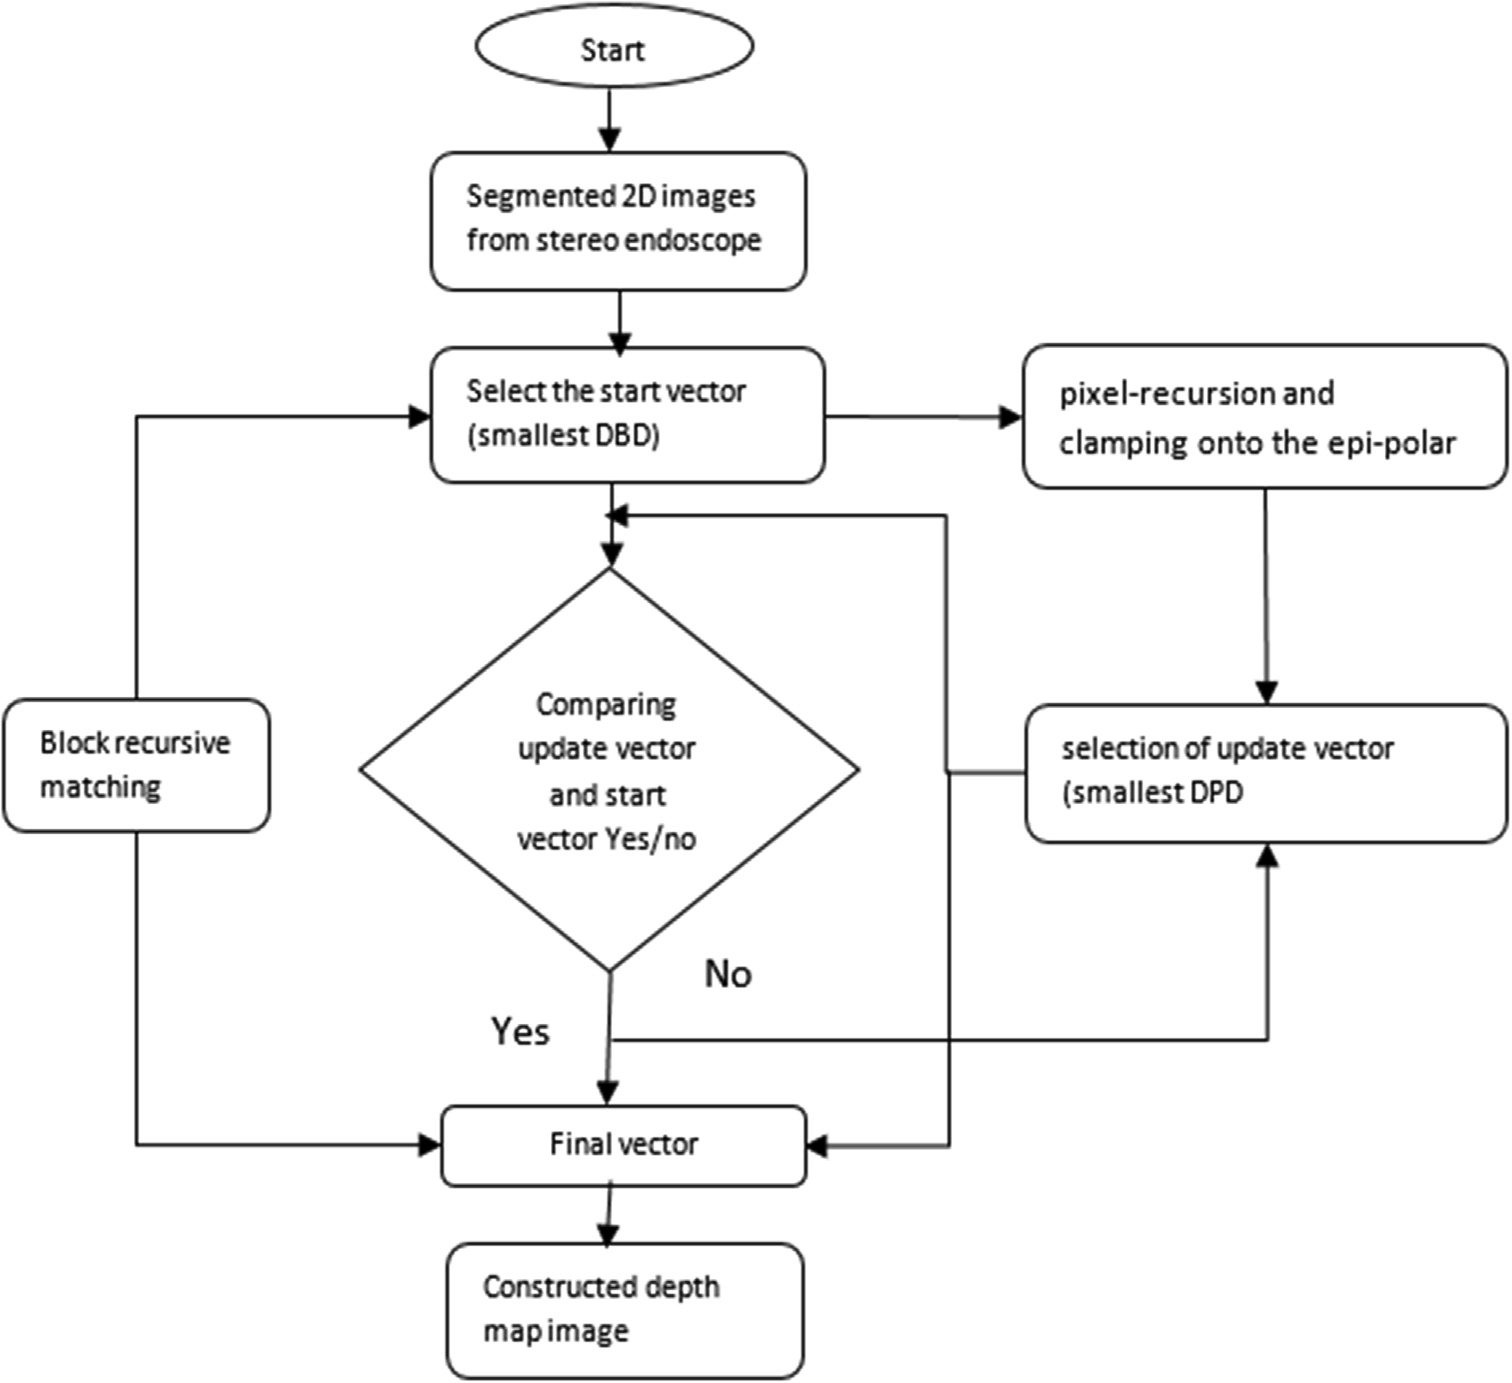 Start
Segmented 2D images
from stereo endoscope
Select the start vector
(smallest DBD)
pixel-recursion and
clamping onto the epi-polar
Block recursive
matching
Comparing
update vector
and start
vector Yes/no
selection of update vector
(smallest DPD
No
Yes
Final vector
Constructed depth
map image